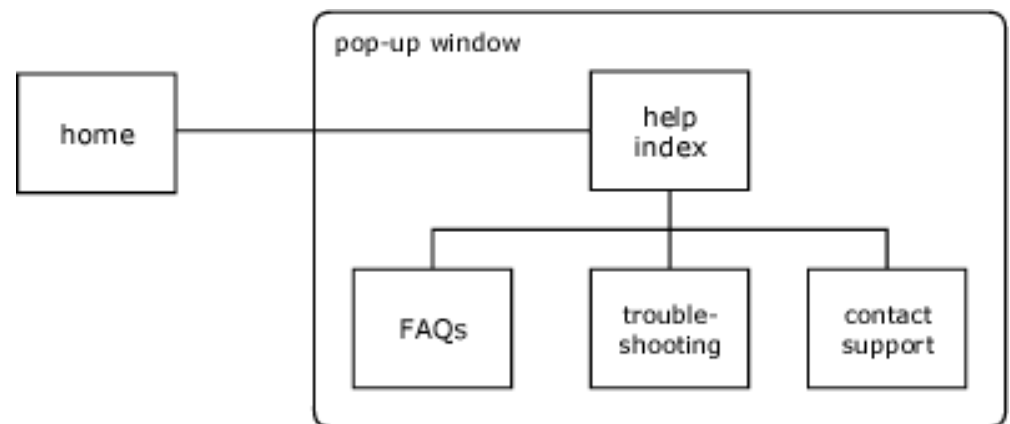 pop-up window
home
help
index
FAQs
trouble-
shooting
contact
support